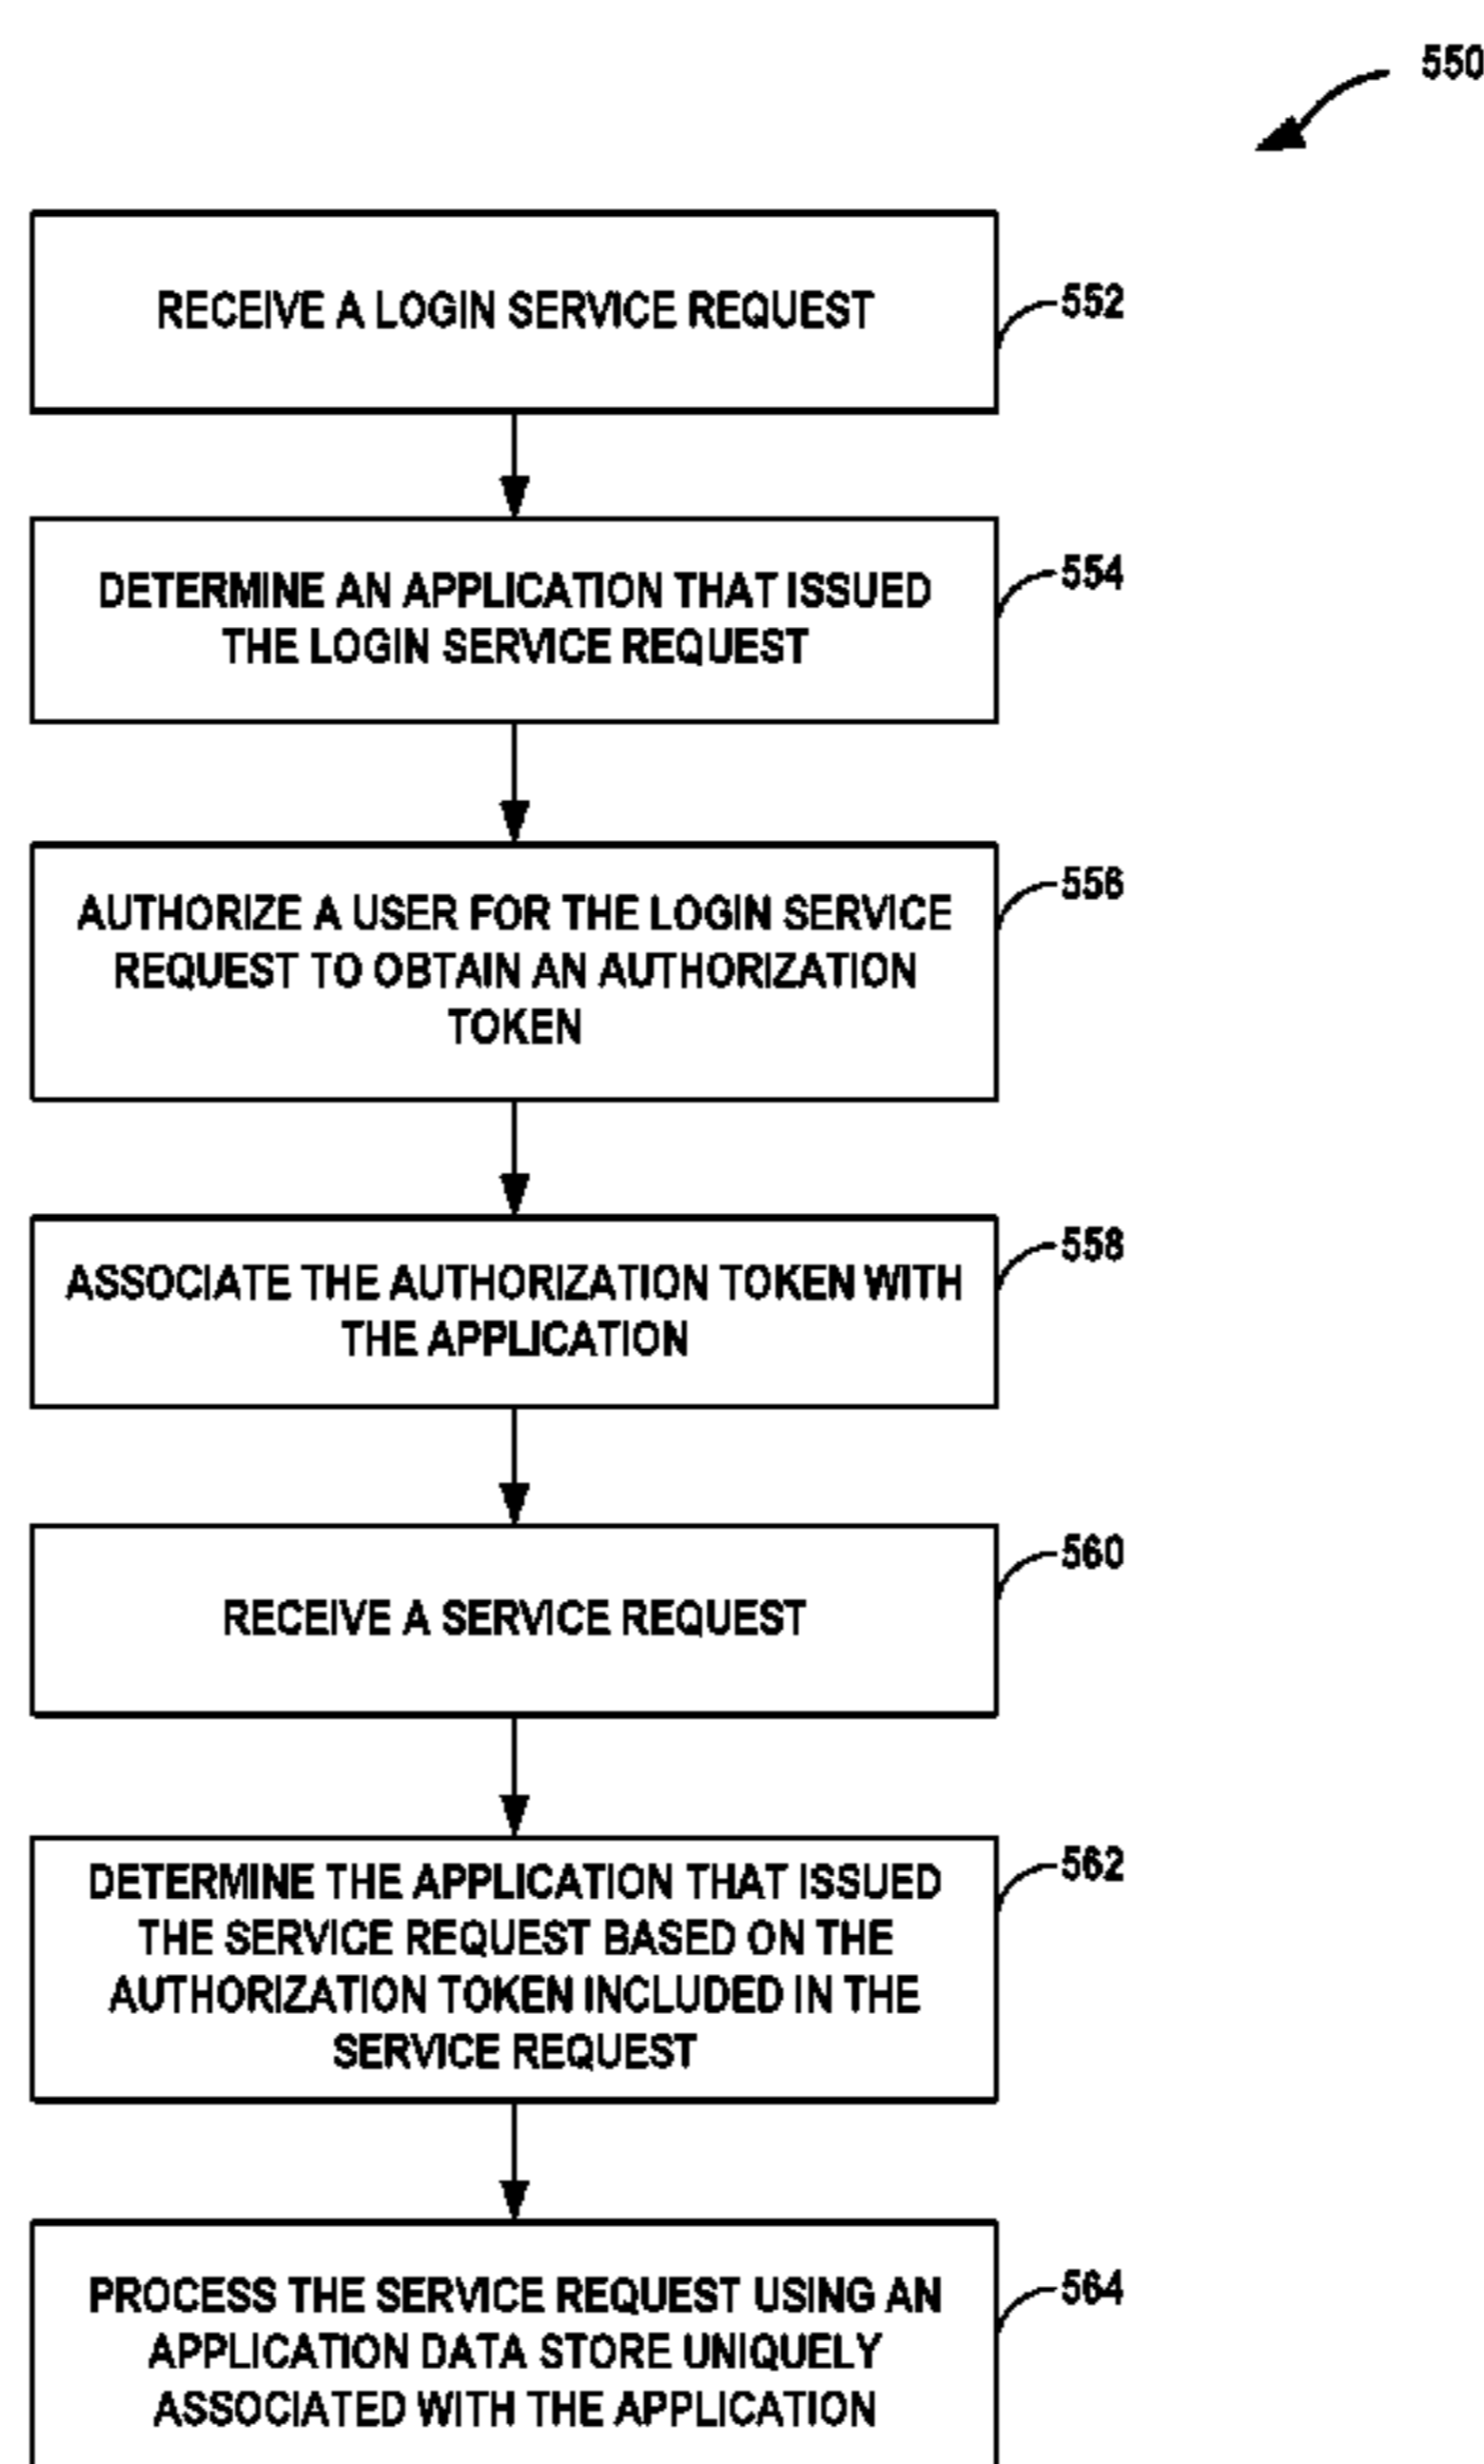 550
RECEIVE A LOGIN SERVICE REQUEST
552
DETERMINE AN APPLICATION THAT ISSUED
THE LOGIN SERVICE REQUEST
554
AUTHORIZE A USER FOR THE LOGIN SERVICE
REQUEST TO OBTAIN AN AUTHORIZATION
TOKEN
556
ASSOCIATE THE AUTHORIZATION TOKEN WITH
THE APPLICATION
558
RECEIVE A SERVICE REQUEST
560
DETERMINE THE APPLICATION THAT ISSUED
THE SERVICE REQUEST BASED ON THE
AUTHORIZATION TOKEN INCLUDED IN THE
SERVICE REQUEST
562
PROCESS THE SERVICE REQUEST USING AN
APPLICATION DATA STORE UNIQUELY
ASSOCIATED WITH THE APPLICATION
564